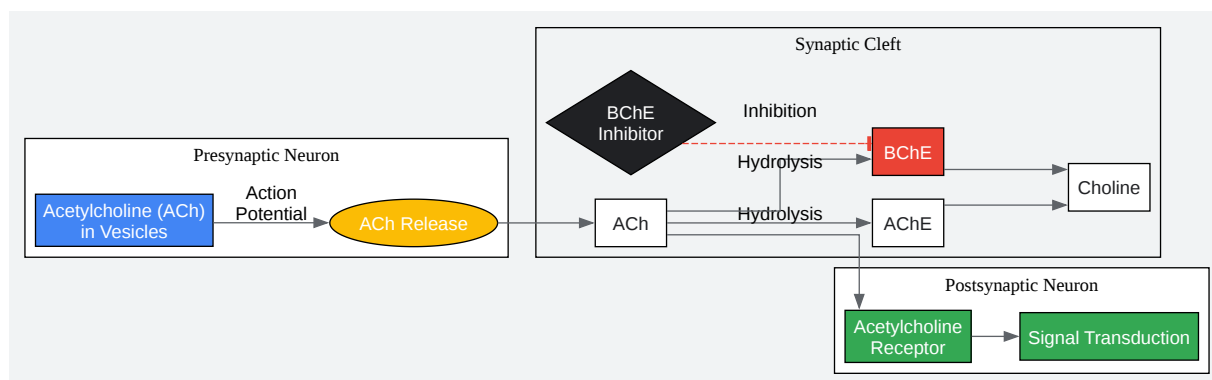 Synaptic Cleft
BChE
Inhibitor
Inhibition
BChE
Hydrolysis
Presynaptic Neuron
Acetylcholine (ACh)
in Vesicles
Action
Potential
ACh Release
ACh
Hydrolysis
AChE
Choline
Postsynaptic Neuron
Acetylcholine
Receptor
Signal Transduction